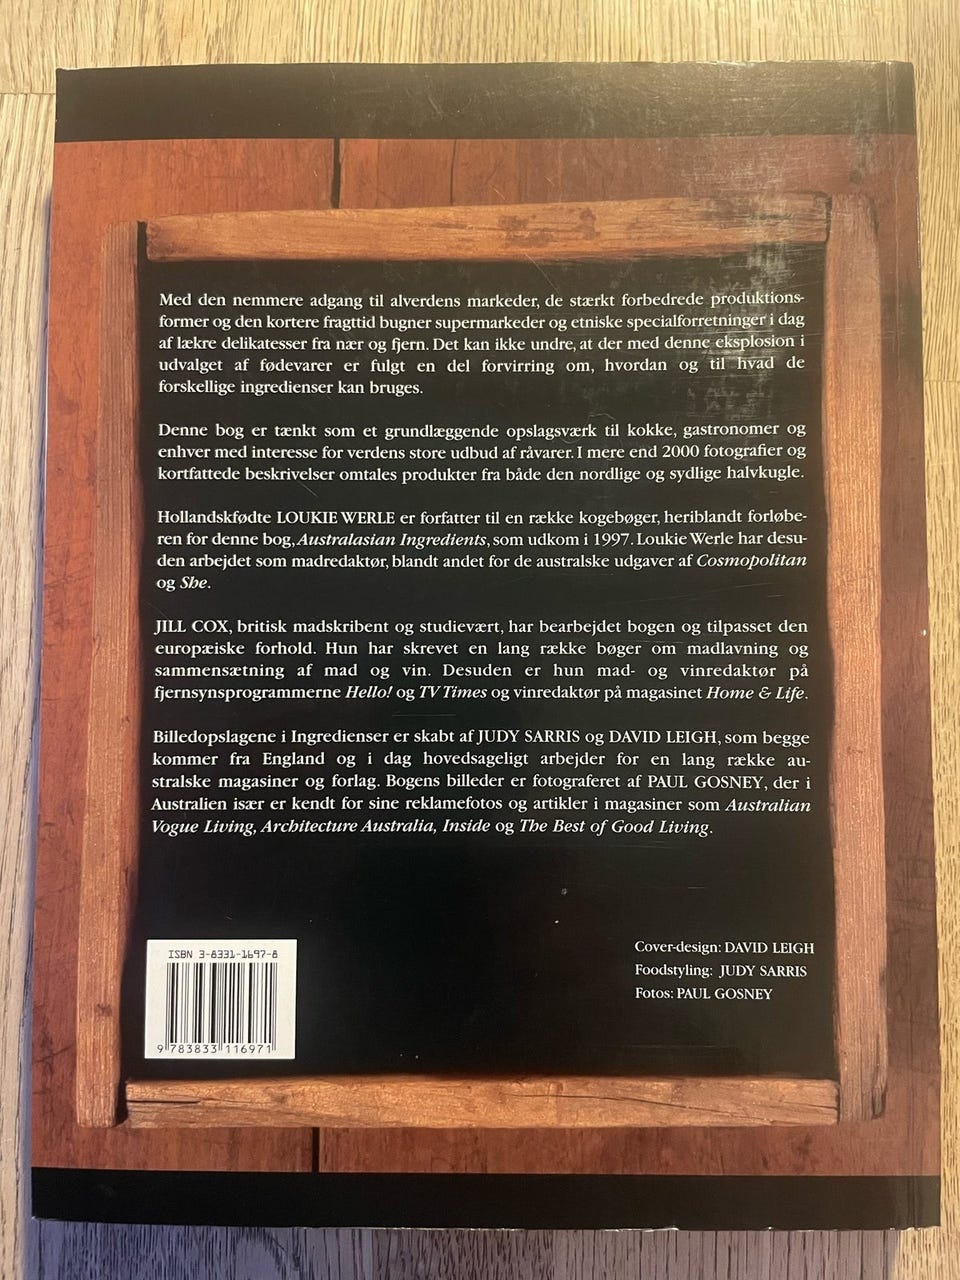 Med den nemmere adgang til alverdens markeder, de stærkt forbedrede produktions-
former og den kortere fragttid bugner supermarkeder og etniske specialforretninger i dag
af lækre delikatesser fra nær og fjern. Det kan ikke undre, at der med denne eksplosion i
udvalget af fødevarer er fulgt en del forvirring om, hvordan og til hvad de
forskellige ingredienser kan bruges.
Denne bog er tænkt som et grundlæggende opslagsværk til kokke, gastronomer og
enhver med interesse for verdens store udbud af råvarer. I mere end 2000 fotografier og
kortfattede beskrivelser omtales produkter fra både den nordlige og sydlige halvkugle.
Hollandskfødte LOUKIE WERLE er forfatter til en række kogebøger, heriblandt forløbe-
ren for denne bog, Australasian Ingredients, som udkom i 1997. Loukie Werle har desu-
den arbejdet som madredaktør, blandt andet for de australske udgaver af Cosmopolitan
og She.
JILL COX, britisk madskribent og studievært, har bearbejdet bogen og tilpasset den
europæiske forhold. Hun har skrevet en lang række bøger om madlavning og
sammensætning af mad og vin. Desuden er hun mad- og vinredaktør på
fjernsynsprogrammerne Hello! og TV Times og vinredaktør på magasinet Home & Life.
Billedopslagene i Ingredienser er skabt af JUDY SARRIS og DAVID LEIGH, som begge
kommer fra England og i dag hovedsageligt arbejder for en lang række au-
stralske magasiner og forlag. Bogens billeder er fotograferet af PAUL GOSNEY, der i
Australien især er kendt for sine reklamefotos og artikler i magasiner som Australian
Vogue Living, Architecture Australia, Inside og The Best of Good Living.
ISBN 3-8331-1697-8
9 783833 116971
Cover-design: DAVID LEIGH
Foodstyling: JUDY SARRIS
Fotos: PAUL GOSNEY